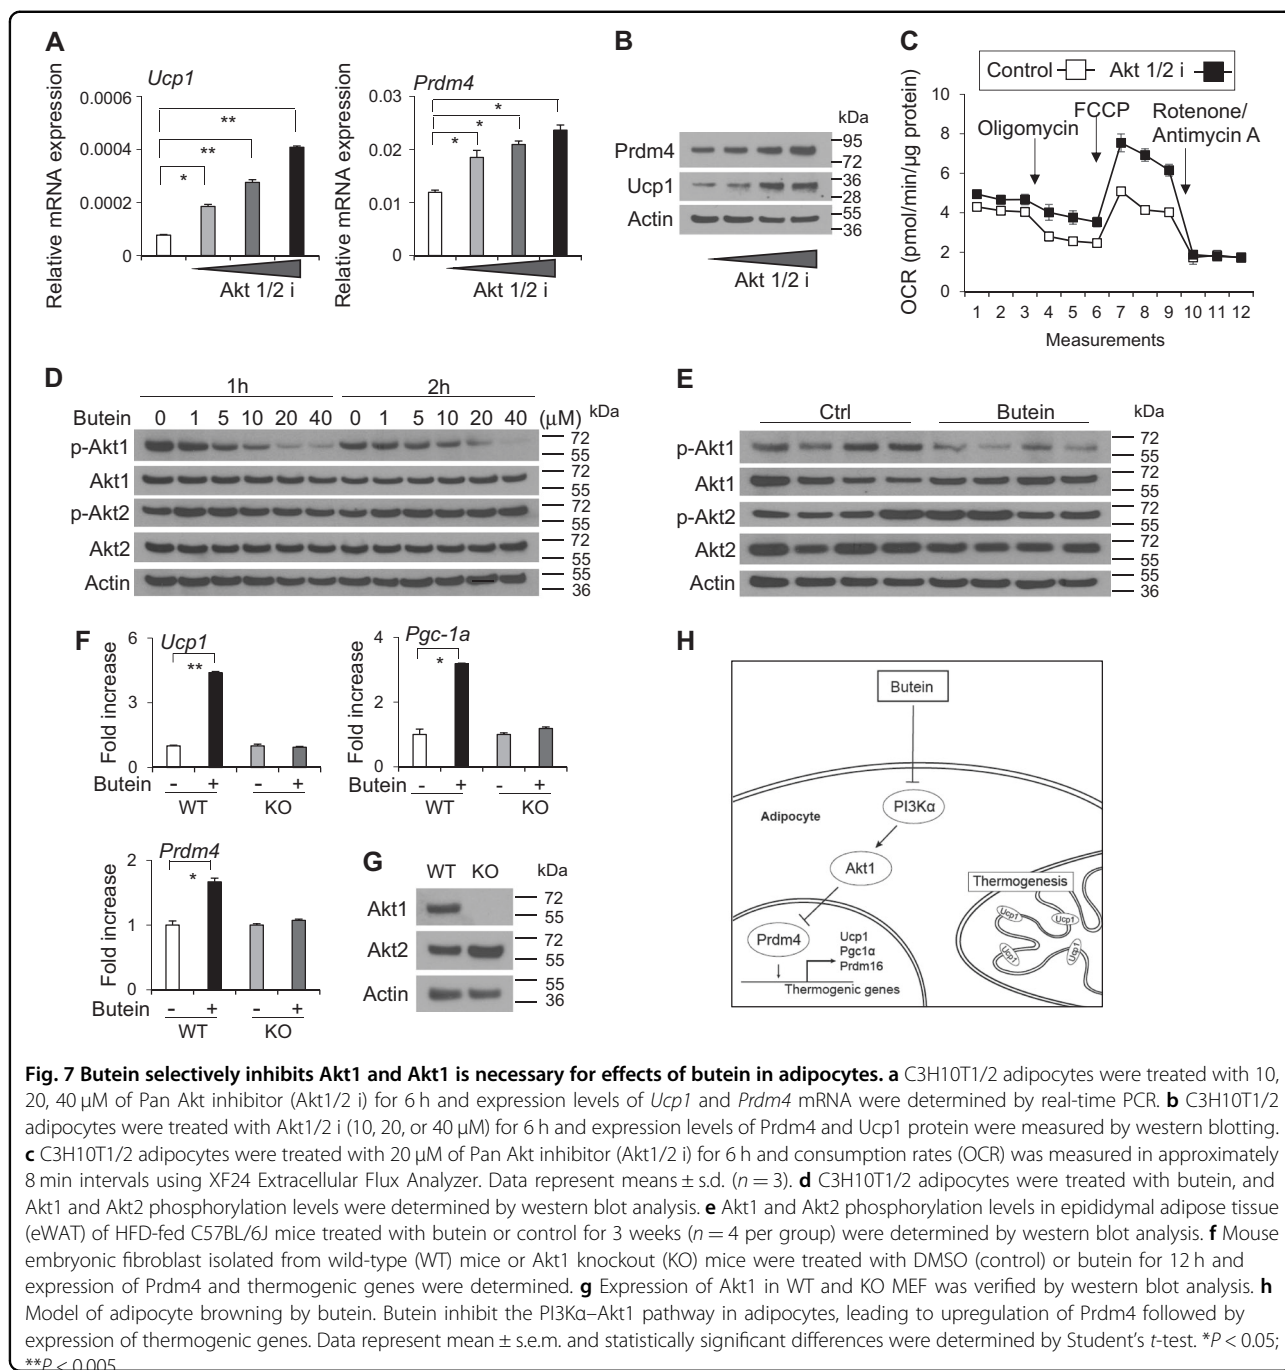 A
Ucp1
Relative mRNA expression
0.0006
0.0004
0.0002
0
**
**
*
Akt 1/2 i
Prdm4
Relative mRNA expression
0.03
0.02
0.01
0
*
*
*
Akt 1/2 i
B
kDa
Prdm4
95
72
Ucp1
36
28
Actin
55
36
Akt 1/2 i
C
Control
Akt 1/2 i
OCR (pmol/min/µg protein)
10
8
6
4
2
0
Oligomycin
FCCP
Rotenone/
Antimycin A
1 2 3 4 5 6 7 8 9 10 11 12
Measurements
D
1h 2h
Butein 0 1 5 10 20 40 0 1 5 10 20 40 (µM) kDa
p-Akt1
72
55
Akt1
72
55
p-Akt2
72
55
Akt2
72
55
Actin
55
36
E
Ctrl Butein kDa
p-Akt1
72
55
Akt1
72
55
p-Akt2
72
55
Akt2
72
55
Actin
55
36
F
Ucp1
Fold increase
6
3
0
**
Butein - + - +
WT KO
Pgc-1a
Fold increase
4
2
0
*
Butein - + - +
WT KO
Prdm4
Fold increase
2
1
0
*
Butein - + - +
WT KO
G
WT KO kDa
Akt1
72
55
Akt2
72
55
Actin
55
36
H
Butein
PI3Kα
Adipocyte
Akt1
Thermogenesis
Ucp1
Ucp1
Ucp1
Ucp1
Prdm4
Ucp1
Pgc1α
Prdm16
Thermogenic genes
Fig. 7 Butein selectively inhibits Akt1 and Akt1 is necessary for effects of butein in adipocytes. a C3H10T1/2 adipocytes were treated with 10,
20, 40 µM of Pan Akt inhibitor (Akt1/2 i) for 6 h and expression levels of Ucp1 and Prdm4 mRNA were determined by real-time PCR. b C3H10T1/2
adipocytes were treated with Akt1/2 i (10, 20, or 40 µM) for 6 h and expression levels of Prdm4 and Ucp1 protein were measured by western blotting.
c C3H10T1/2 adipocytes were treated with 20 µM of Pan Akt inhibitor (Akt1/2 i) for 6 h and consumption rates (OCR) was measured in approximately
8 min intervals using XF24 Extracellular Flux Analyzer. Data represent means ± s.d. (n = 3). d C3H10T1/2 adipocytes were treated with butein, and
Akt1 and Akt2 phosphorylation levels were determined by western blot analysis. e Akt1 and Akt2 phosphorylation levels in epididymal adipose tissue
(eWAT) of HFD-fed C57BL/6J mice treated with butein or control for 3 weeks (n = 4 per group) were determined by western blot analysis. f Mouse
embryonic fibroblast isolated from wild-type (WT) mice or Akt1 knockout (KO) mice were treated with DMSO (control) or butein for 12 h and
expression of Prdm4 and thermogenic genes were determined. g Expression of Akt1 in WT and KO MEF was verified by western blot analysis. h
Model of adipocyte browning by butein. Butein inhibit the PI3Kα–Akt1 pathway in adipocytes, leading to upregulation of Prdm4 followed by
expression of thermogenic genes. Data represent mean ± s.e.m. and statistically significant differences were determined by Student's t-test. *P < 0.05;
**P < 0.005